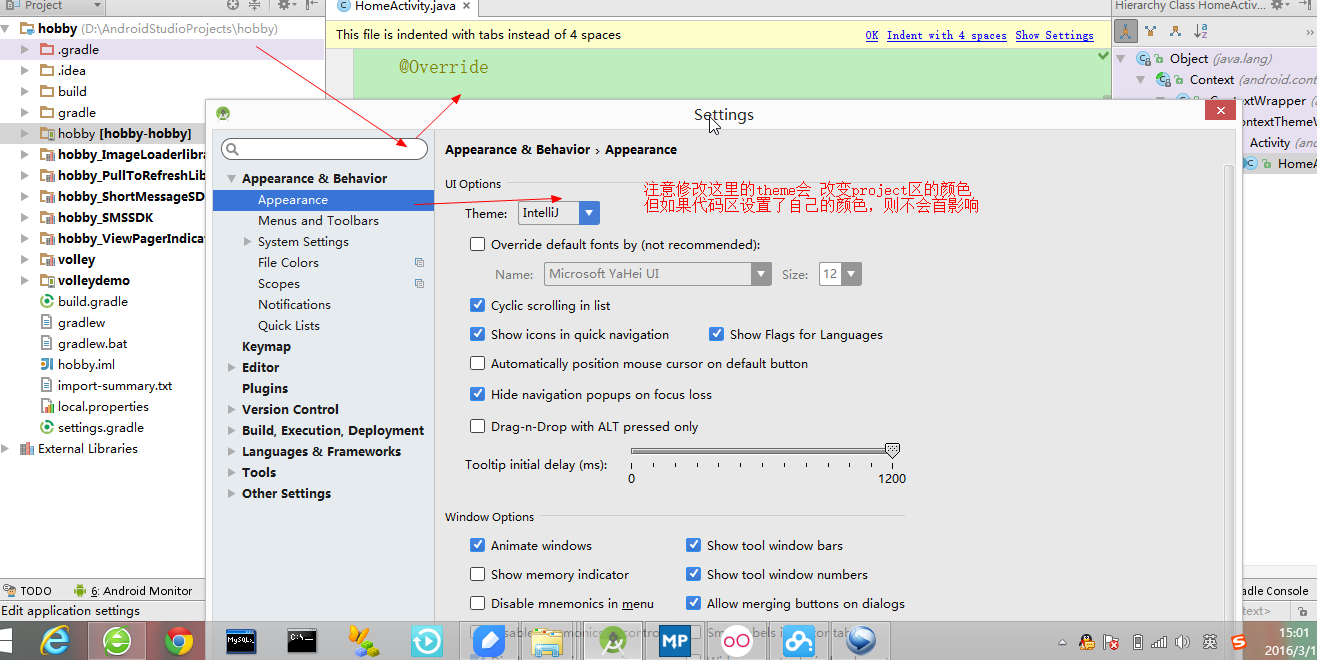 Project
HomeActivity.java
Hierarchy Class HomeActiv...
hobby (D:\AndroidStudioProjects\hobby)
This file is indented with tabs instead of 4 spaces
OK Indent with 4 spaces Show Settings
.gradle
.idea
build
gradle
hobby [hobby-hobby]
hobby_ImageLoaderlibra
hobby_PullToRefreshLib
hobby_ShortMessageSD
hobby_SMSSDK
hobby_ViewPagerIndica
volley
volleydemo
build.gradle
gradlew
gradlew.bat
hobby.iml
import-summary.txt
local.properties
settings.gradle
External Libraries
@Override
Object (java.lang)
Context (android.cont
ContextWrapper (
ontextThemeV
Activity (and
HomeA
Settings
Appearance & Behavior
Appearance
Menus and Toolbars
System Settings
File Colors
Scopes
Notifications
Quick Lists
Keymap
Editor
Plugins
Version Control
Build, Execution, Deployment
Languages & Frameworks
Tools
Other Settings
Appearance & Behavior › Appearance
UI Options
注意修改这里的theme会 改变project区的颜色
但如果代码区设置了自己的颜色，则不会首影响
Theme: IntelliJ
Override default fonts by (not recommended):
Name: Microsoft YaHei UI Size: 12
Cyclic scrolling in list
Show icons in quick navigation Show Flags for Languages
Automatically position mouse cursor on default button
Hide navigation popups on focus loss
Drag-n-Drop with ALT pressed only
Tooltip initial delay (ms):
0 1200
Window Options
Animate windows Show tool window bars
Show memory indicator Show tool window numbers
Disable mnemonics in menu Allow merging buttons on dialogs
TODO 6: Android Monitor
adle Console
Edit application settings
text>
MySQL
C:\
MP
英
15:01
2016/3/1